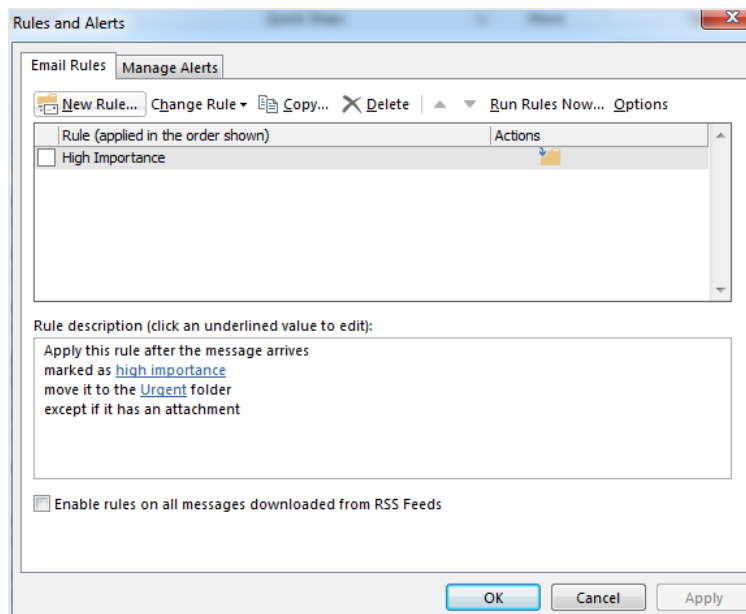 Rules and Alerts
Email Rules
Manage Alerts
New Rule... Change Rule Copy... Delete Run Rules Now... Options
Rule (applied in the order shown) Actions
High Importance
Rule description (click an underlined value to edit):
Apply this rule after the message arrives
marked as high importance
move it to the Urgent folder
except if it has an attachment
Enable rules on all messages downloaded from RSS Feeds
OK Cancel Apply